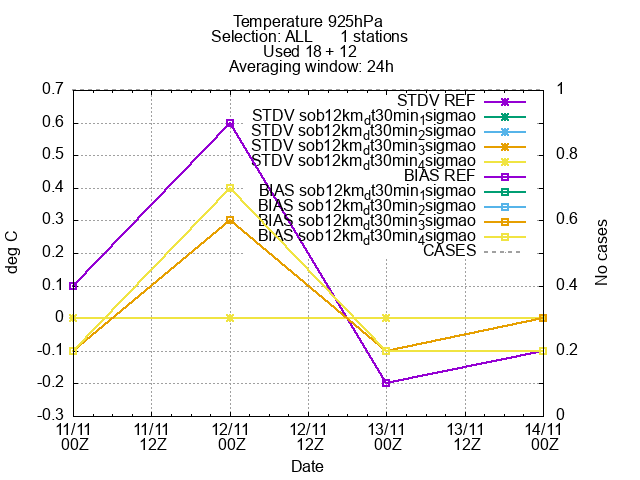 Temperature 925hPa
Selection: ALL 1 stations
Used 18 + 12
Averaging window: 24h
0.7
0.6
0.5
0.4
0.3
0.2
0.1
0
-0.1
-0.2
-0.3
deg C
1
0.8
0.6
0.4
0.2
0
No cases
STDV REF
STDV sob12km_dt30min_1sigmao
STDV sob12km_dt30min_2sigmao
STDV sob12km_dt30min_3sigmao
STDV sob12km_dt30min_4sigmao
BIAS REF
BIAS sob12km_dt30min_1sigmao
BIAS sob12km_dt30min_2sigmao
BIAS sob12km_dt30min_3sigmao
BIAS sob12km_dt30min_4sigmao
CASES
11/11 11/11 12/11 12/11 13/11 13/11 14/11
00Z 12Z 00Z 12Z 00Z 12Z 00Z
Date